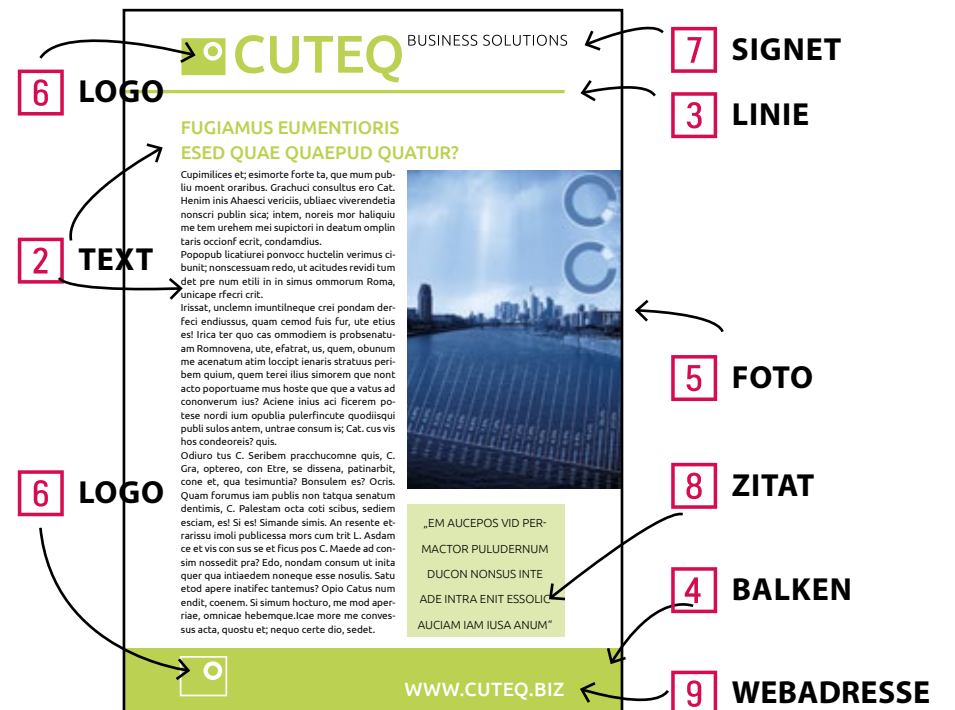 CUTEQ BUSINESS SOLUTIONS
7 SIGNET
6 LOGO
3 LINIE
FUGIAMUS EUMENTIORIS
ESED QUAE QUAEPUD QUATUR?
2 TEXT
Cupimilices et; esimorte forte ta, que mum pub-
liu moent oraribus. Grachuci consultus ero Cat.
Henim inis Ahaesci vericiis, ubliaec viverendetia
nonscri publin sica; intem, noreis mor haliquiu
me tem urehem mei supictori in deatum omplin
taris occionf ecrit, condamdius.
Popopub licatiurei ponvocc huctelin verimus ci-
bunit; nonscessuam redo, ut acitudes revidi tum
det pre num etili in in simus ommorum Roma,
unicape rfecri crit.
Irissat, unclemn imuntilneque crei pondam der-
feci endiussus, quam cemod fuis fur, ute etius
es! Irica ter quo cas ommodiem is probsenatu-
am Romnovena, ute, efatrat, us, quem, obunum
me acenatum atim loccipt ienaris stratuus peri-
bem quium, quem terei ilius simorem que nont
acto poportuame mus hoste que que a vatus ad
cononverum ius? Aciene inius aci ficerem po-
tese nordi ium opublia pulerfincute quodiisqui
publi sulos antem, untrae consum is; Cat. cus vis
hos condeoreis? quis.
Odiuro tus C. Seribem pracchucomne quis, C.
Gra, optereo, con Etre, se dissena, patinarbit,
cone et, qua tesimuntia? Bonsulem es? Ocris.
Quam forumus iam publis non tatqua senatum
dentimis, C. Palestam octa coti scibus, sediem
esciam, es! Si es! Simande simis. An resente et-
rarissu imoli publicessa mors cum trit L. Asdam
ce et vis con sus se et ficus pos C. Maede ad con-
sim nossedit pra? Edo, nondam consum ut inita
quer qua intiaedem noneque esse nosulis. Satu
etod apere inatifec tantemus? Opio Catus num
endit, coenem. Si simum hocturo, me mod aper-
riae, omnicae hebemque.Icae more me conves-
sus acta, quostu et; nequo certe dio, sedet.
5 FOTO
6 LOGO
8 ZITAT
„EM AUCEPOS VID PER-
MACTOR PULUDERNUM
DUCON NONSUS INTE
ADE INTRA ENIT ESSOLIC
AUCIAM IAM IUSA ANUM“
4 BALKEN
WWW.CUTEQ.BIZ
9 WEBADRESSE